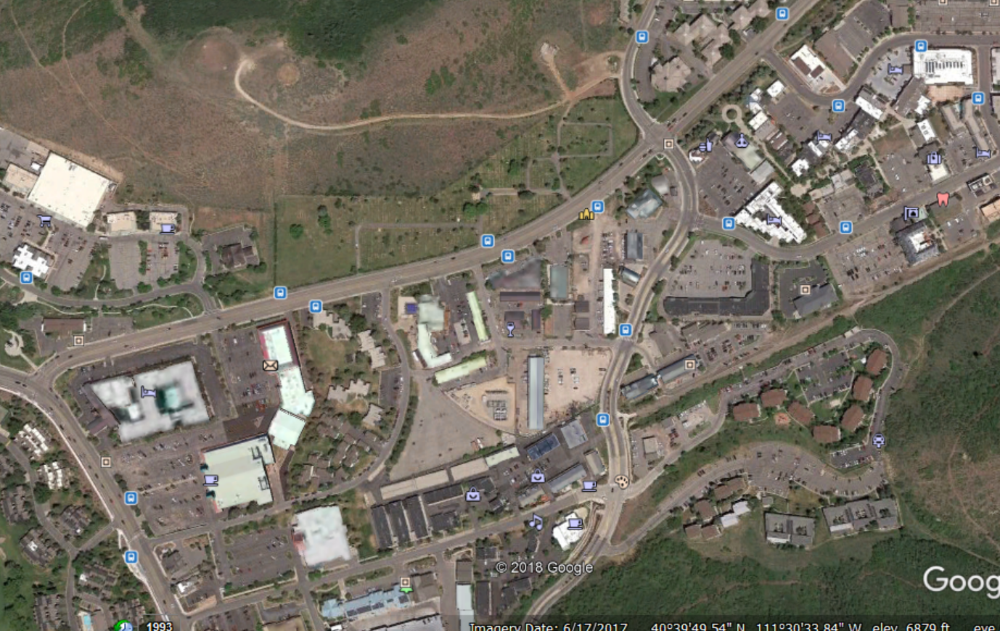 © 2018 Google
Goog
1993
Imagery Date: 6/17/2017 40°39'49.54" N 111°30'33.84" W elev 6879 ft eye